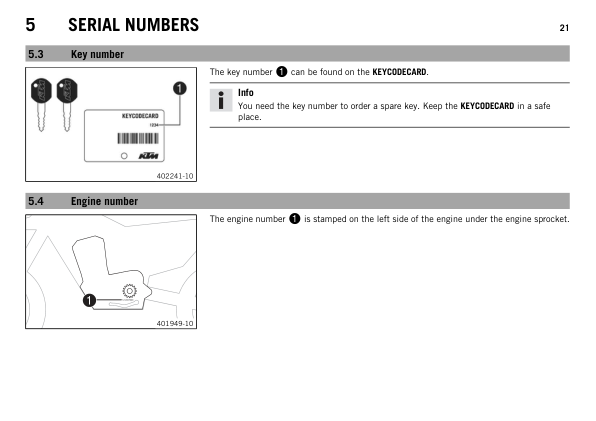 5 SERIAL NUMBERS 21
5.3 Key number
1
KEYCODECARD
1234
KTM
402241-10
The key number 1 can be found on the KEYCODECARD.
Info
You need the key number to order a spare key. Keep the KEYCODECARD in a safe
place.
5.4 Engine number
1
401949-10
The engine number 1 is stamped on the left side of the engine under the engine sprocket.